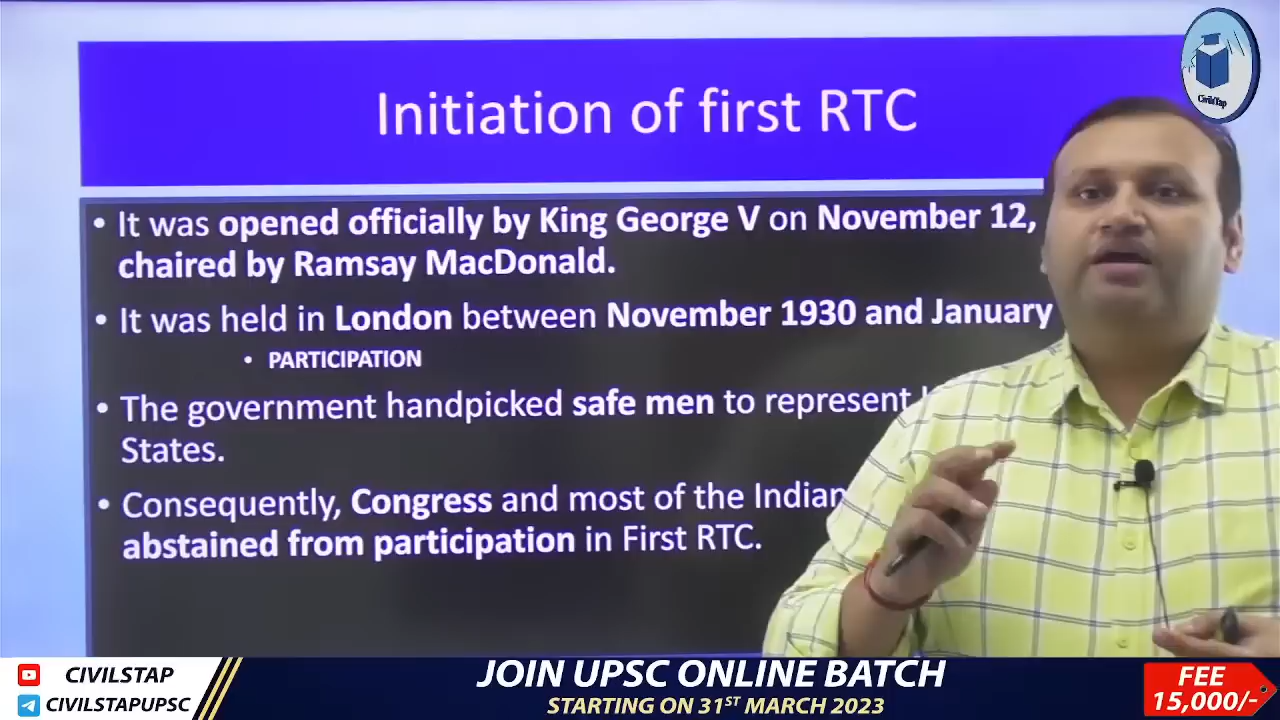 CivilsTap
Initiation of first RTC
• It was opened officially by King George V on November 12,
chaired by Ramsay MacDonald.
• It was held in London between November 1930 and January
• PARTICIPATION
• The government handpicked safe men to represent
States.
• Consequently, Congress and most of the Indian
abstained from participation in First RTC.
CIVILSTAP
CIVILSTAPUPSC
JOIN UPSC ONLINE BATCH
STARTING ON 31ST MARCH 2023
FEE
15,000/-